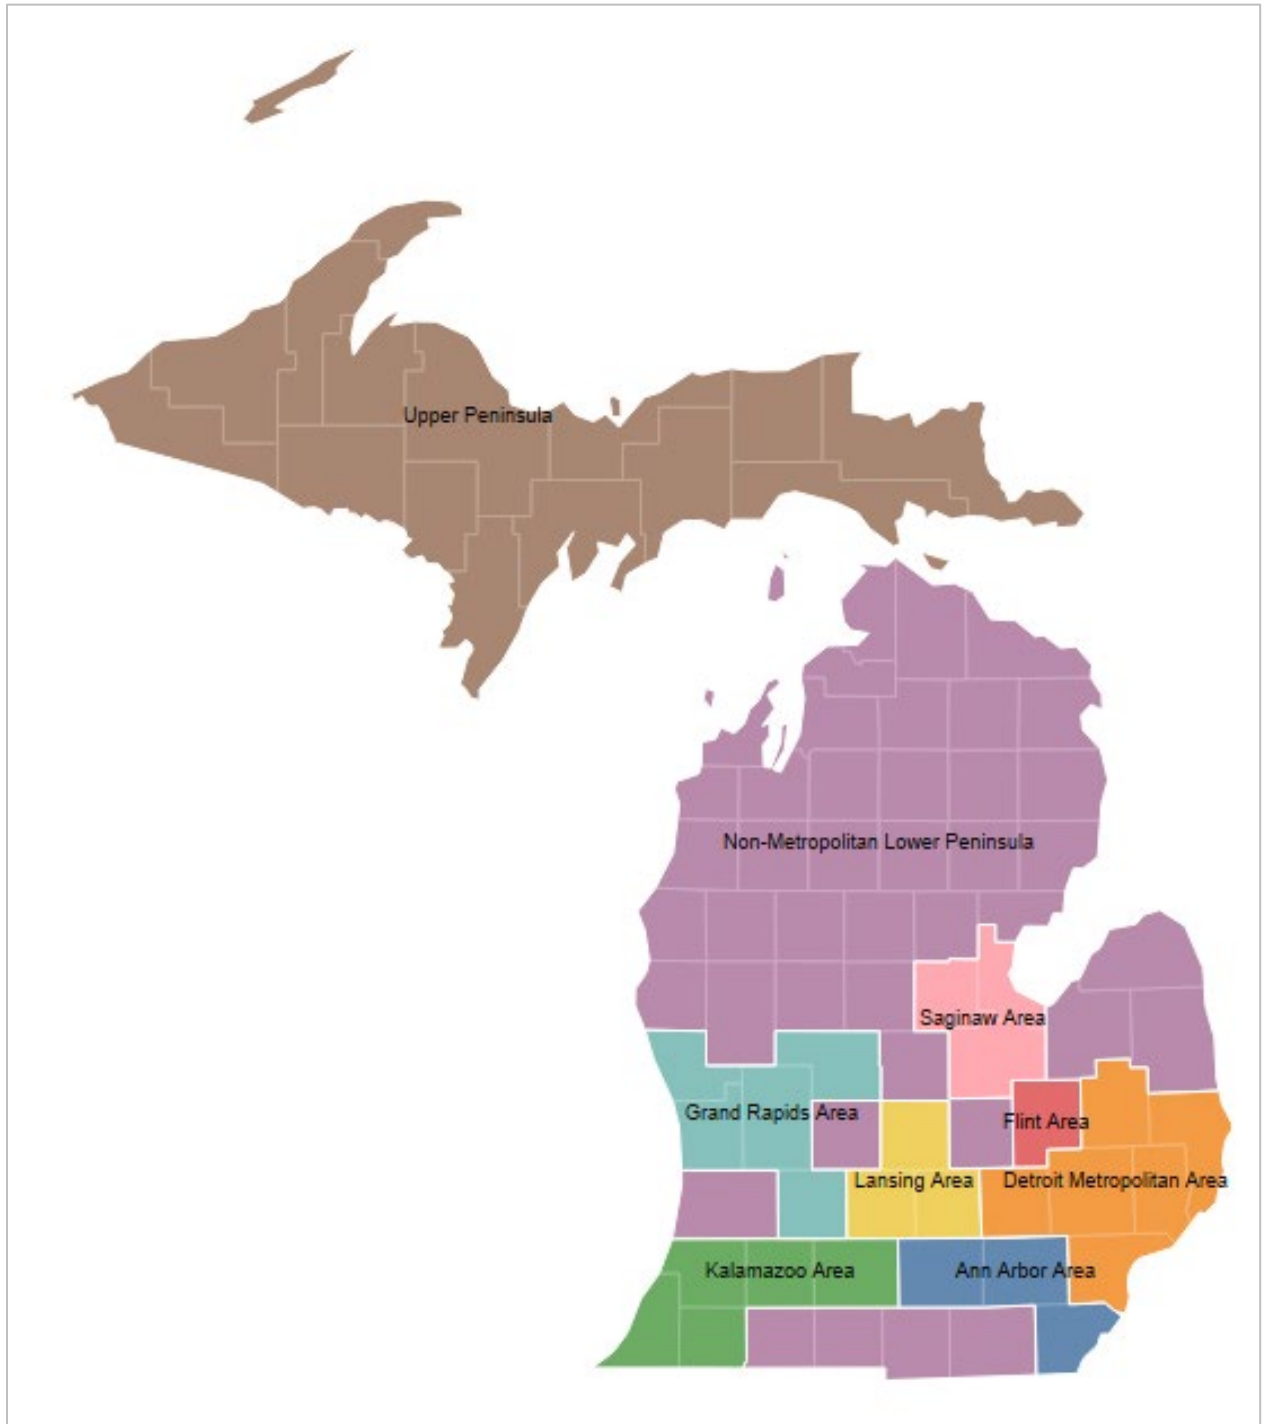 Upper Peninsula
Non-Metropolitan Lower Peninsula
Saginaw Area
Grand Rapids Area
Flint Area
Lansing Area
Detroit Metropolitan Area
Kalamazoo Area
Ann Arbor Area